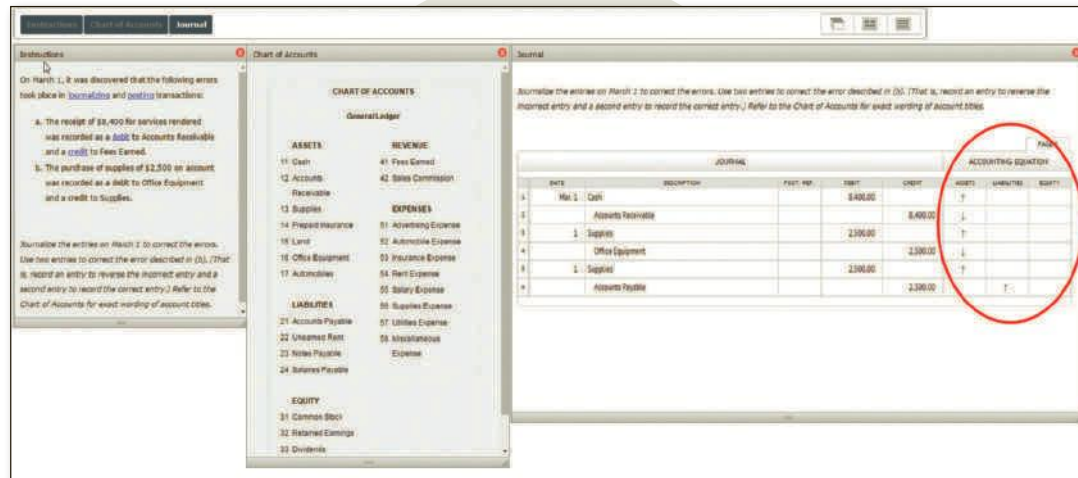 Instructions Chart of Accounts Journal
Instructions
On March 1, it was discovered that the following errors
took place in journalizing and posting transactions:
a. The receipt of $8,400 for services rendered
was recorded as a debit to Accounts Receivable
and a credit to Fees Earned.
b. The purchase of supplies of $2,500 on account
was recorded as a debit to Office Equipment
and a credit to Supplies.
Journalize the entries on March 1 to correct the errors.
Use two entries to correct the error described in (b). (That
is, record an entry to reverse the incorrect entry and a
second entry to record the correct entry.) Refer to the
Chart of Accounts for exact wording of account titles.
Chart of Accounts
CHART OF ACCOUNTS
General Ledger
ASSETS
11 Cash
12 Accounts
Receivable
13 Supplies
14 Prepaid Insurance
15 Land
16 Office Equipment
17 Automobiles
LIABILITIES
21 Accounts Payable
22 Unearned Rent
23 Notes Payable
24 Salaries Payable
EQUITY
31 Common Stock
32 Retained Earnings
33 Dividends
REVENUE
41 Fees Earned
42 Sales Commission
EXPENSES
51 Advertising Expense
52 Automobile Expense
53 Insurance Expense
54 Rent Expense
55 Salary Expense
56 Supplies Expense
57 Utilities Expense
58 Miscellaneous
Expense
Journal
Journalize the entries on March 1 to correct the errors. Use two entries to correct the error described in (b). (That is, record an entry to reverse the
incorrect entry and a second entry to record the correct entry.) Refer to the Chart of Accounts for exact wording of account titles.
PAGE
JOURNAL ACCOUNTING EQUATION
DATE DESCRIPTION POST. REF. DEBIT CREDIT ASSETS LIABILITIES EQUITY
1 Mar. 1 Cash 8,400.00 ↑
2 Accounts Receivable 8,400.00 ↓
3 1 Supplies 2,500.00 ↑
4 Office Equipment 2,500.00 ↓
5 1 Supplies 2,500.00 ↑
6 Accounts Payable 2,500.00 ↑